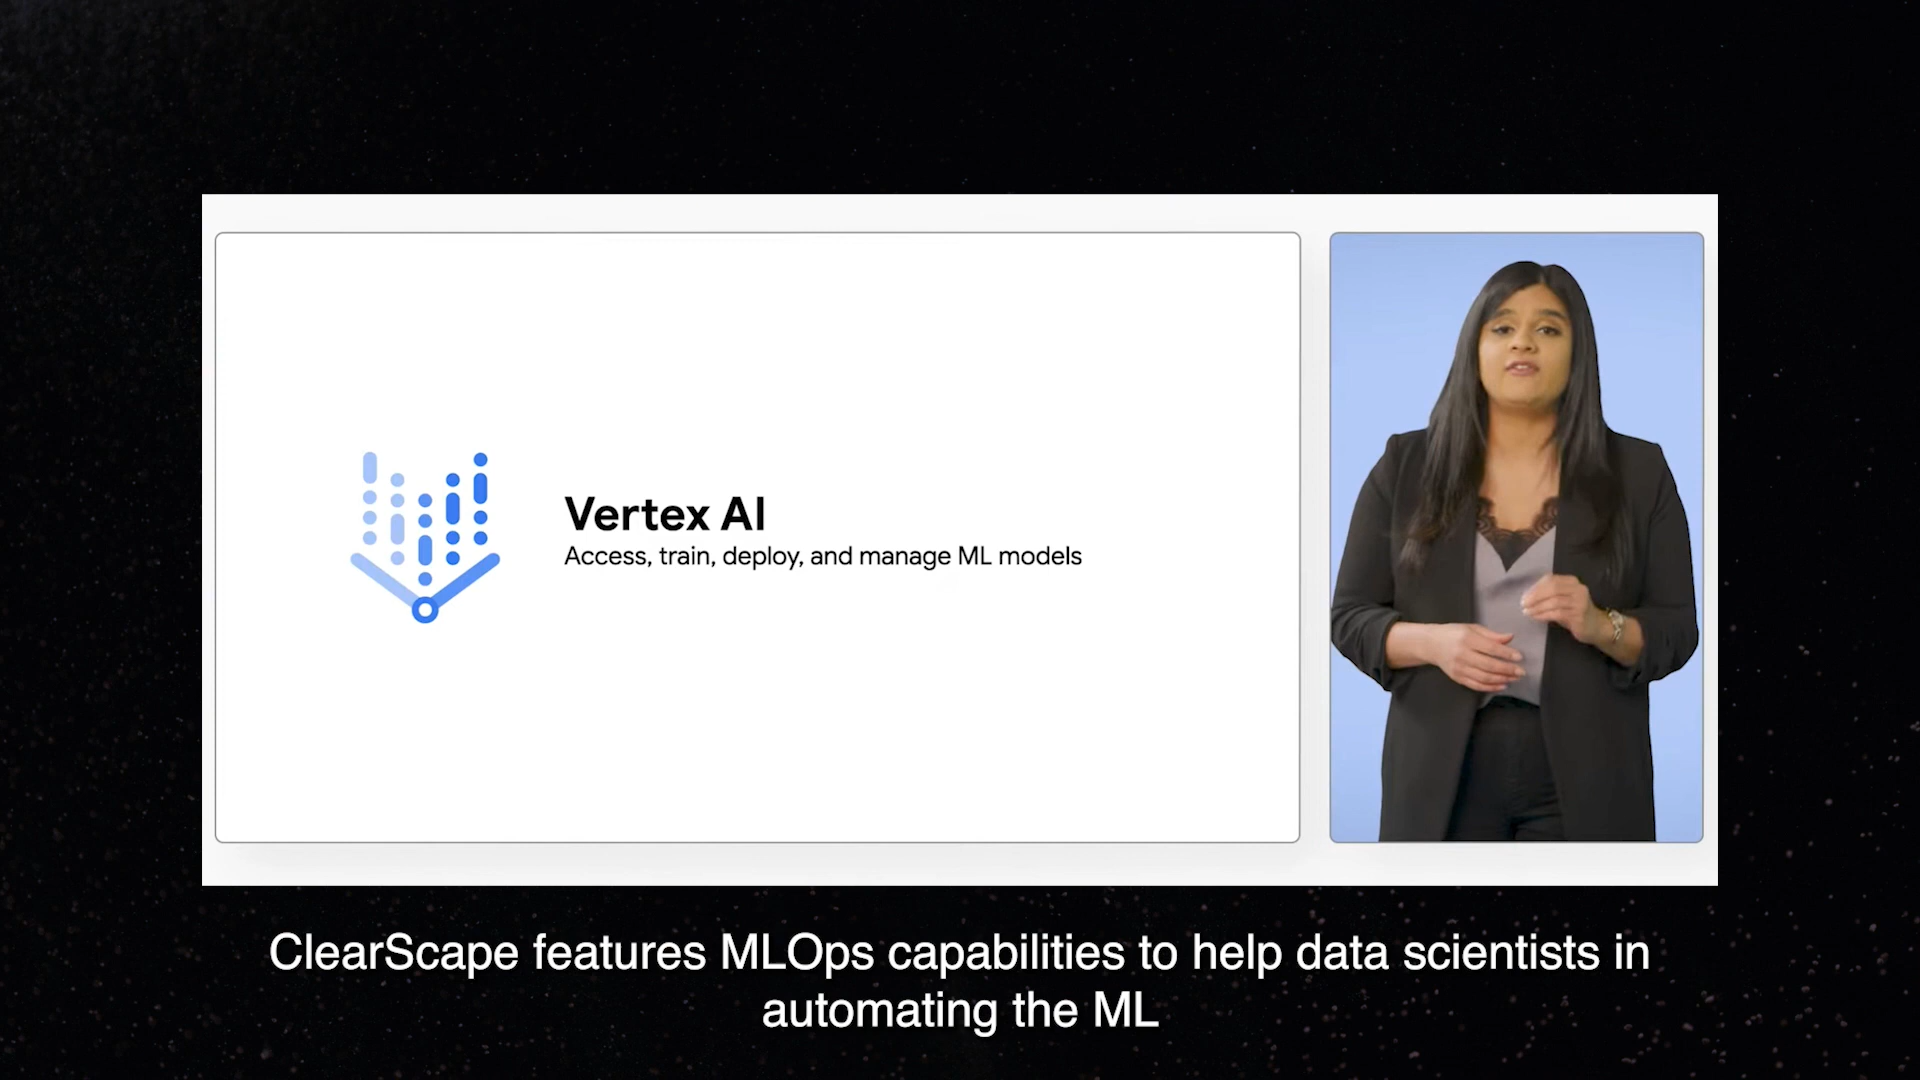 Vertex AI
Access, train, deploy, and manage ML models
ClearScape features MLOps capabilities to help data scientists in
automating the ML